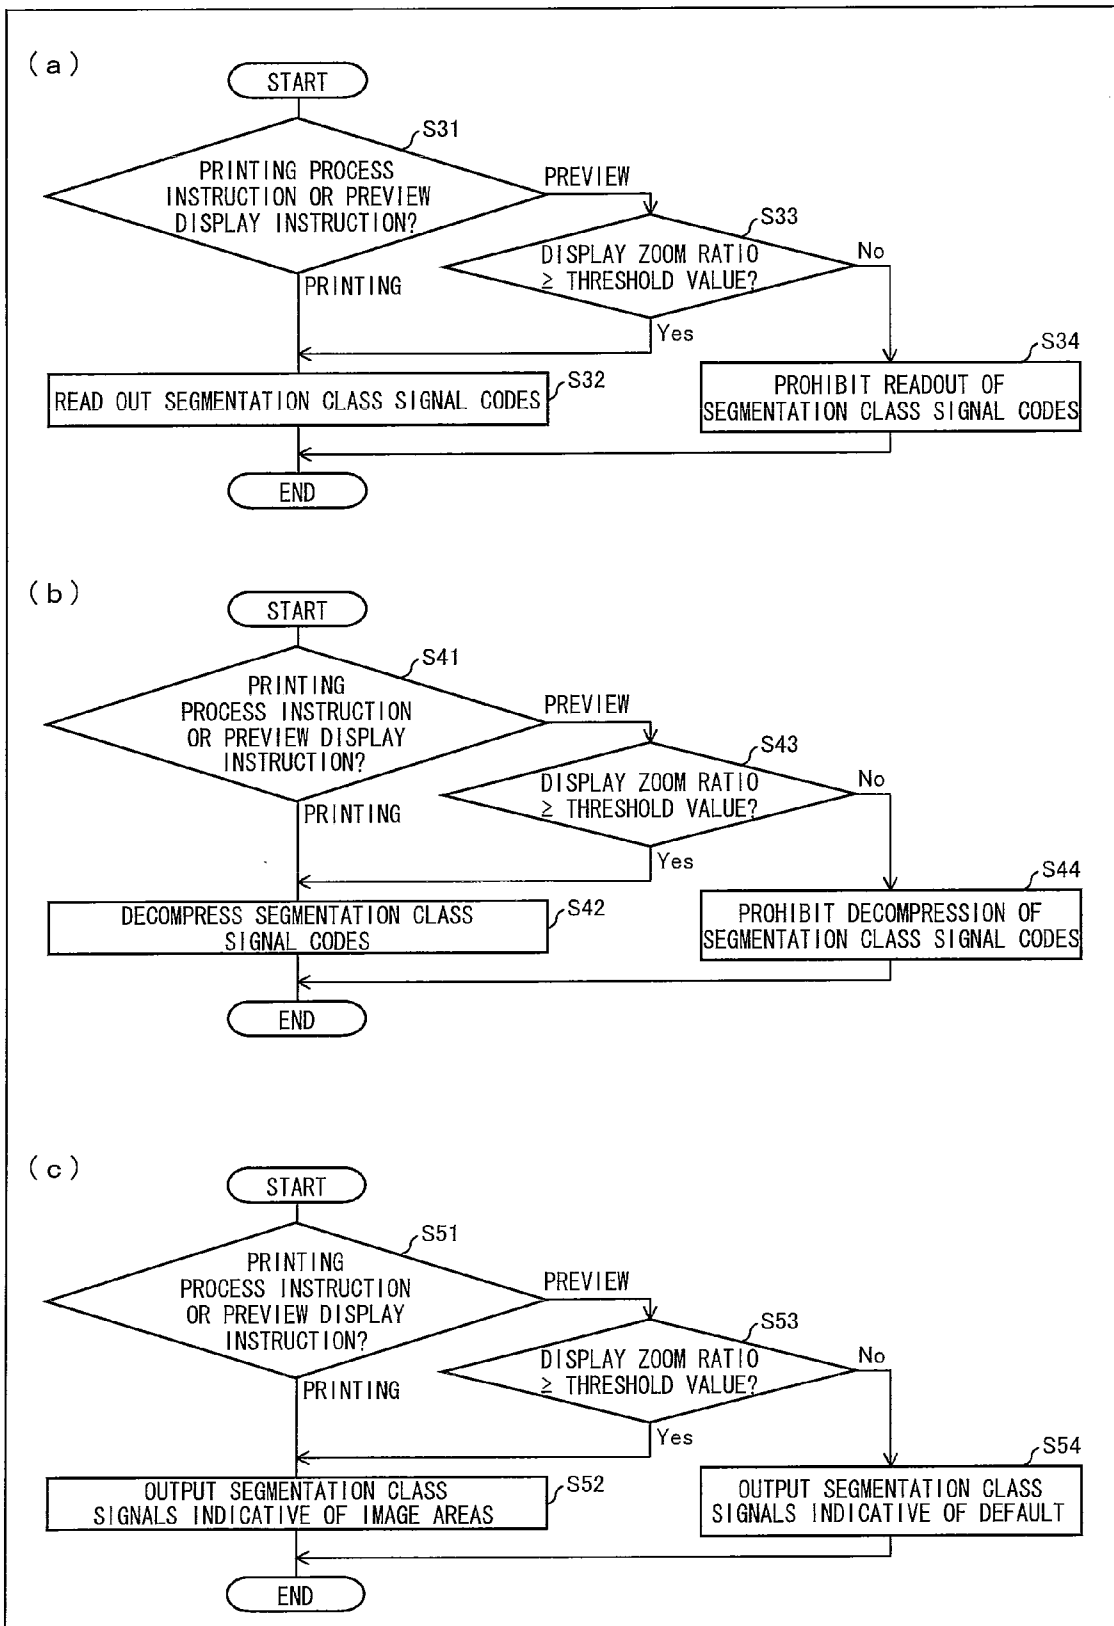 (a)
START
S31
PRINTING PROCESS
INSTRUCTION OR PREVIEW
DISPLAY INSTRUCTION?
PREVIEW
PRINTING
S33
DISPLAY ZOOM RATIO
≥ THRESHOLD VALUE?
No
Yes
S32
READ OUT SEGMENTATION CLASS SIGNAL CODES
S34
PROHIBIT READOUT OF
SEGMENTATION CLASS SIGNAL CODES
END
(b)
START
S41
PRINTING
PROCESS INSTRUCTION
OR PREVIEW DISPLAY
INSTRUCTION?
PREVIEW
PRINTING
S43
DISPLAY ZOOM RATIO
≥ THRESHOLD VALUE?
No
Yes
S42
DECOMPRESS SEGMENTATION CLASS
SIGNAL CODES
S44
PROHIBIT DECOMPRESSION OF
SEGMENTATION CLASS SIGNAL CODES
END
(c)
START
S51
PRINTING
PROCESS INSTRUCTION
OR PREVIEW DISPLAY
INSTRUCTION?
PREVIEW
PRINTING
S53
DISPLAY ZOOM RATIO
≥ THRESHOLD VALUE?
No
Yes
S52
OUTPUT SEGMENTATION CLASS
SIGNALS INDICATIVE OF IMAGE AREAS
S54
OUTPUT SEGMENTATION CLASS
SIGNALS INDICATIVE OF DEFAULT
END